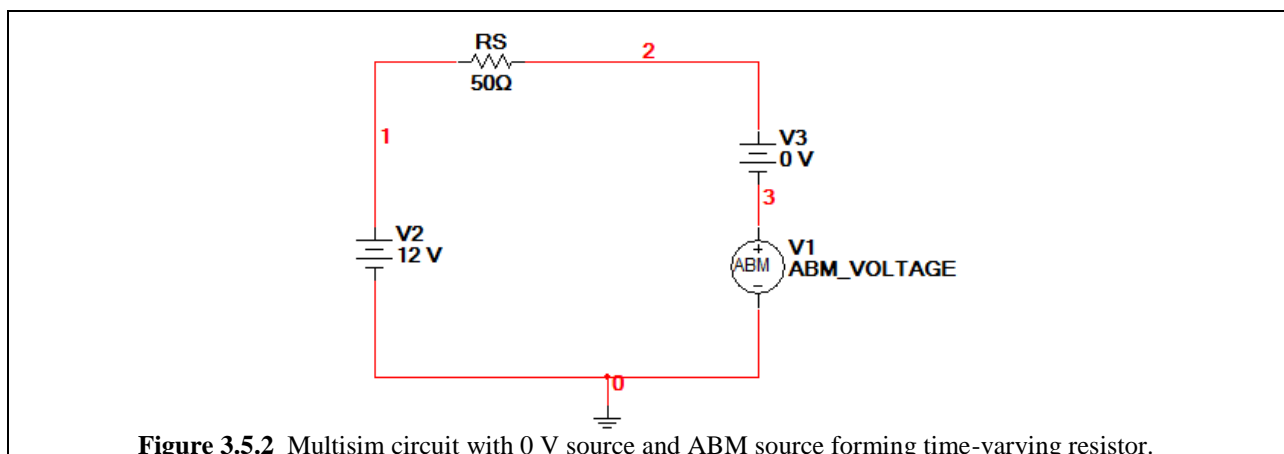 RS
50Ω
2
1
V3
0 V
3
V2
12 V
V1
ABM
ABM_VOLTAGE
0
Figure 3.5.2 Multisim circuit with 0 V source and ABM source forming time-varying resistor.